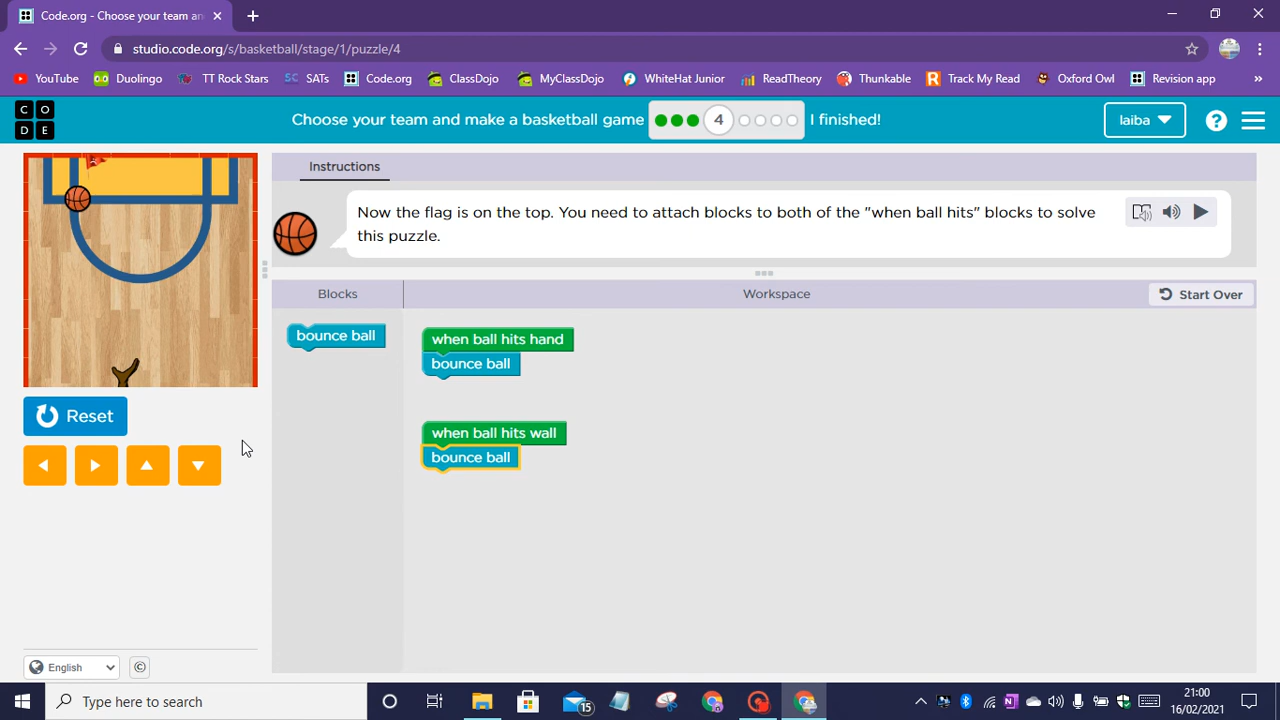 Code.org - Choose your team and
studio.code.org/s/basketball/stage/1/puzzle/4
YouTube Duolingo TT Rock Stars SC SATs Code.org ClassDojo MyClassDojo WhiteHat Junior ReadTheory Thunkable R Track My Read Oxford Owl Revision app »
C O D E
Choose your team and make a basketball game 4 I finished!
laiba
?
Instructions
Now the flag is on the top. You need to attach blocks to both of the "when ball hits" blocks to solve
this puzzle.
Blocks Workspace Start Over
bounce ball
when ball hits hand
bounce ball
when ball hits wall
bounce ball
Reset
English ©
Type here to search
15
N
21:00
16/02/2021